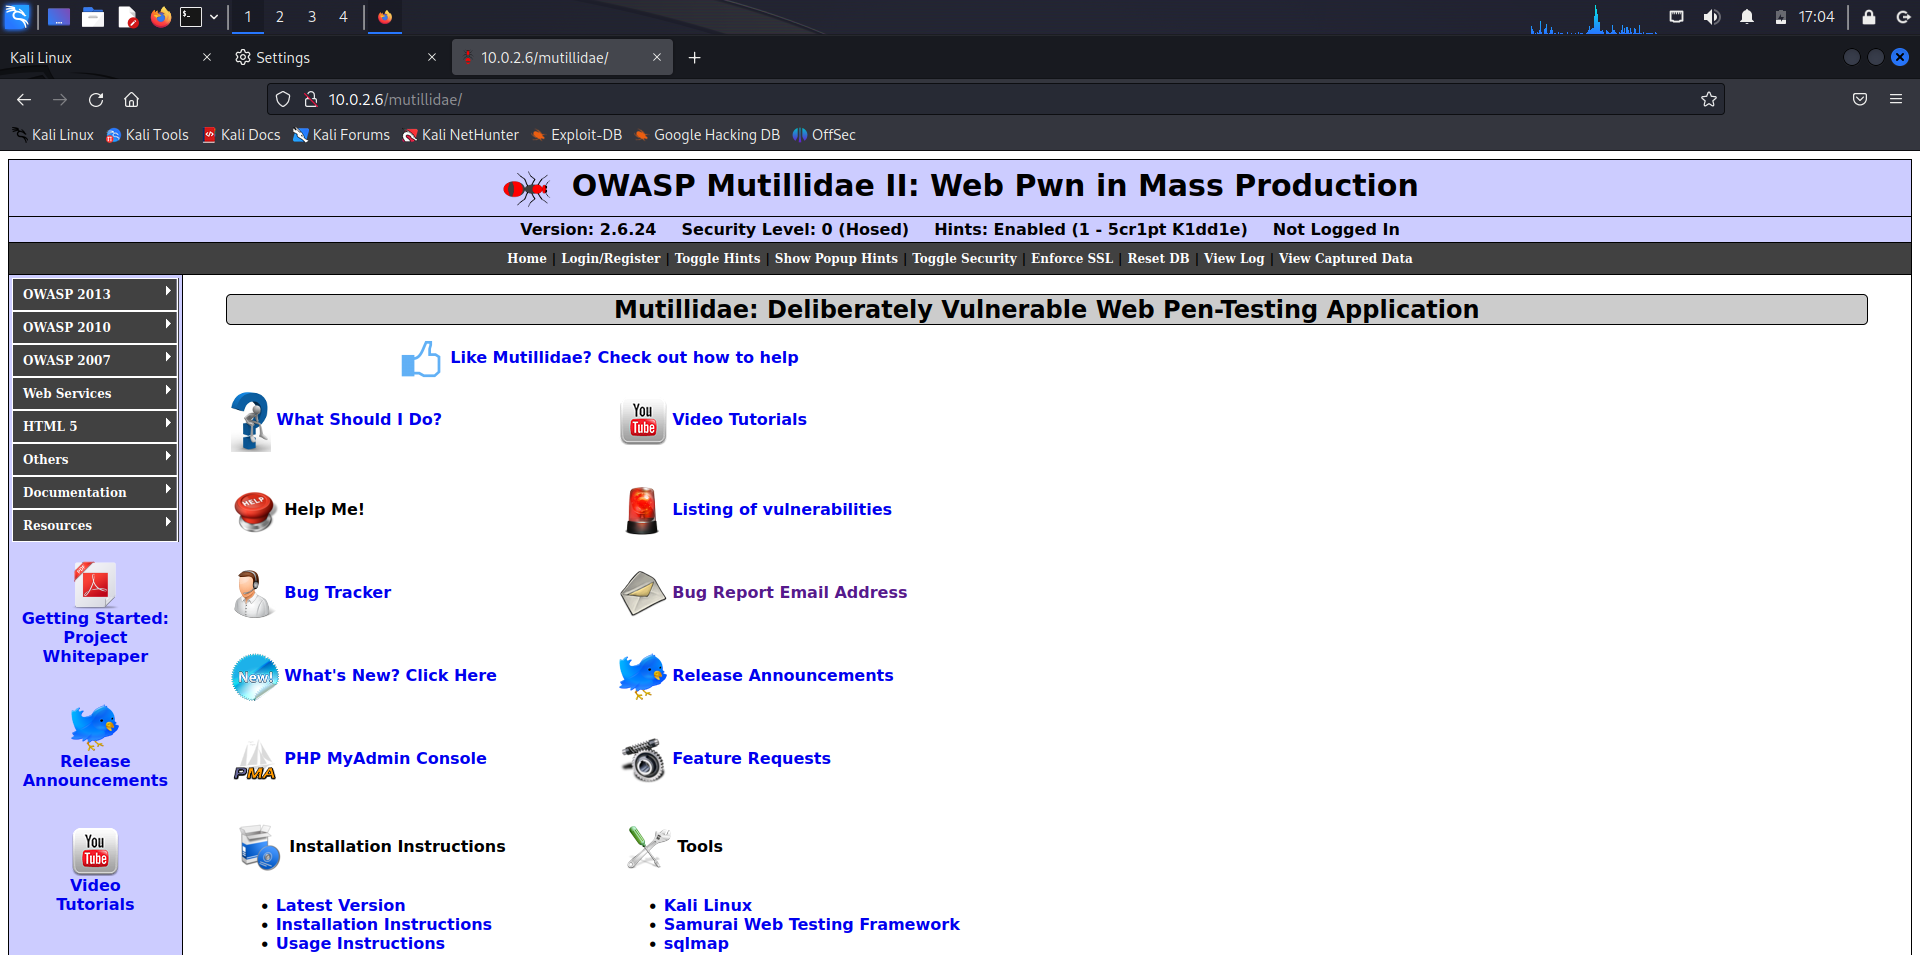 1 2 3 4 17:04
Kali Linux
Settings
10.0.2.6/mutillidae/
10.0.2.6/mutillidae/
Kali Linux Kali Tools Kali Docs Kali Forums Kali NetHunter Exploit-DB Google Hacking DB OffSec
OWASP Mutillidae II: Web Pwn in Mass Production
Version: 2.6.24 Security Level: 0 (Hosed) Hints: Enabled (1 - 5cr1pt K1dd1e) Not Logged In
Home | Login/Register | Toggle Hints | Show Popup Hints | Toggle Security | Enforce SSL | Reset DB | View Log | View Captured Data
OWASP 2013
OWASP 2010
OWASP 2007
Web Services
HTML 5
Others
Documentation
Resources
PDF
Getting Started:
Project
Whitepaper
Release
Announcements
You
Tube
Video
Tutorials
Mutillidae: Deliberately Vulnerable Web Pen-Testing Application
Like Mutillidae? Check out how to help
What Should I Do?
You
Tube
Video Tutorials
HELP
Help Me!
Listing of vulnerabilities
Bug Tracker
Bug Report Email Address
New!
What's New? Click Here
Release Announcements
PMA
PHP MyAdmin Console
Feature Requests
Installation Instructions
Tools
• Latest Version
• Installation Instructions
• Usage Instructions
• Kali Linux
• Samurai Web Testing Framework
• sqlmap